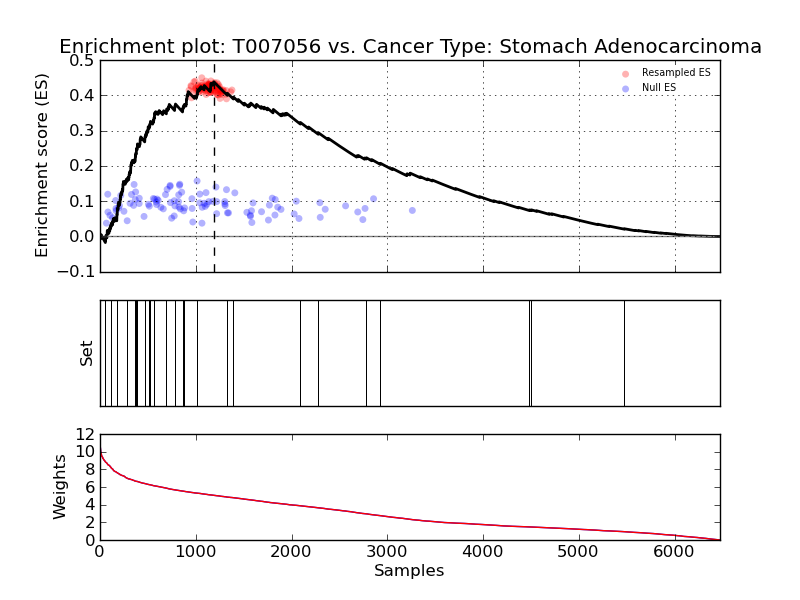 Enrichment plot: T007056 vs. Cancer Type: Stomach Adenocarcinoma
0.5
0.4
0.3
0.2
0.1
0.0
−0.1
Enrichment score (ES)
Resampled ES
Null ES
Set
12
10
8
6
4
2
0
Weights
0 1000 2000 3000 4000 5000 6000
Samples